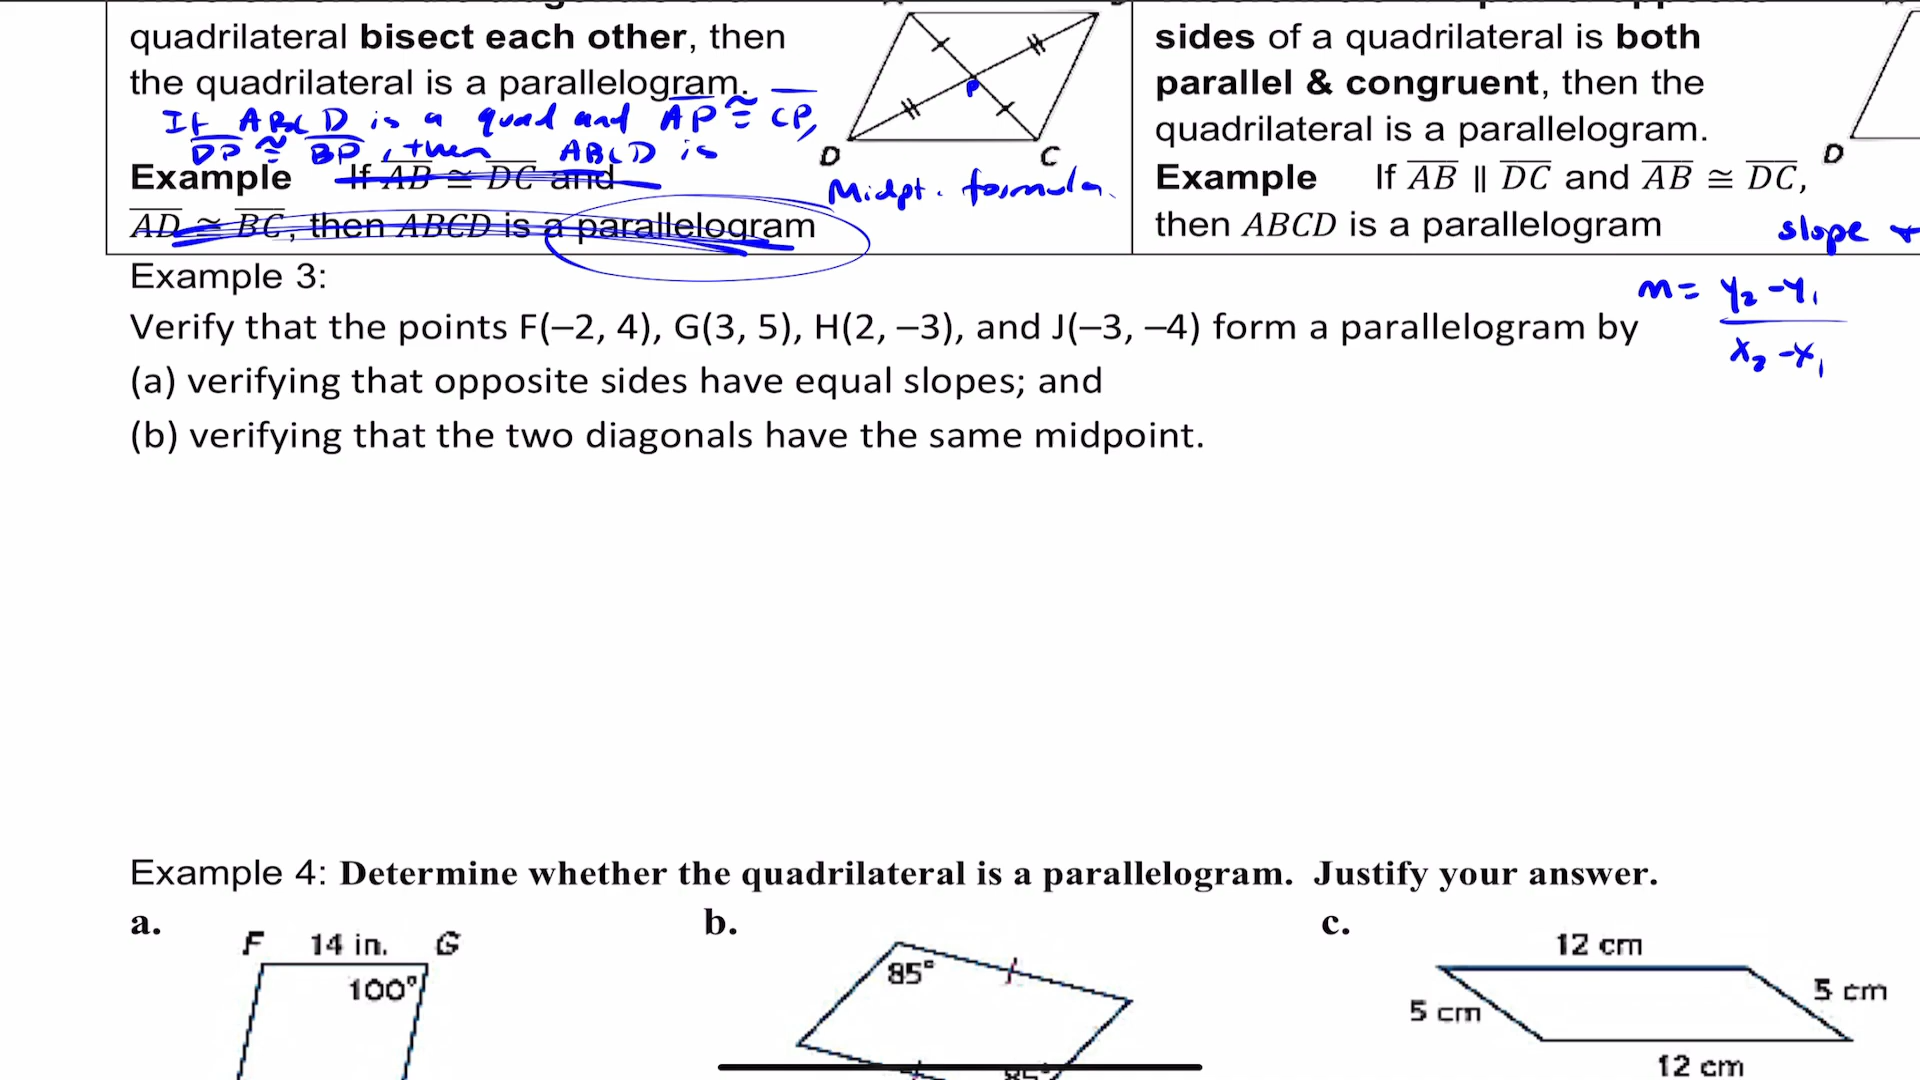 quadrilateral bisect each other, then
the quadrilateral is a parallelogram.
If ABCD is a quad and AP ≅ CP,
DP ≅ BP, then ABCD is
Example If AB ≅ DC and
AD ≅ BC, then ABCD is a parallelogram
P
D
C
Midpt. formula.
sides of a quadrilateral is both
parallel & congruent, then the
quadrilateral is a parallelogram.
Example If AB ∥ DC and AB ≅ DC,
then ABCD is a parallelogram
D
slope +
Example 3:
Verify that the points F(–2, 4), G(3, 5), H(2, –3), and J(–3, –4) form a parallelogram by
(a) verifying that opposite sides have equal slopes; and
(b) verifying that the two diagonals have the same midpoint.
m = y₂ - y₁
x₂ - x₁
Example 4: Determine whether the quadrilateral is a parallelogram. Justify your answer.
a.
F 14 in. G
100°
b.
85°
85°
c.
12 cm
5 cm
5 cm
12 cm